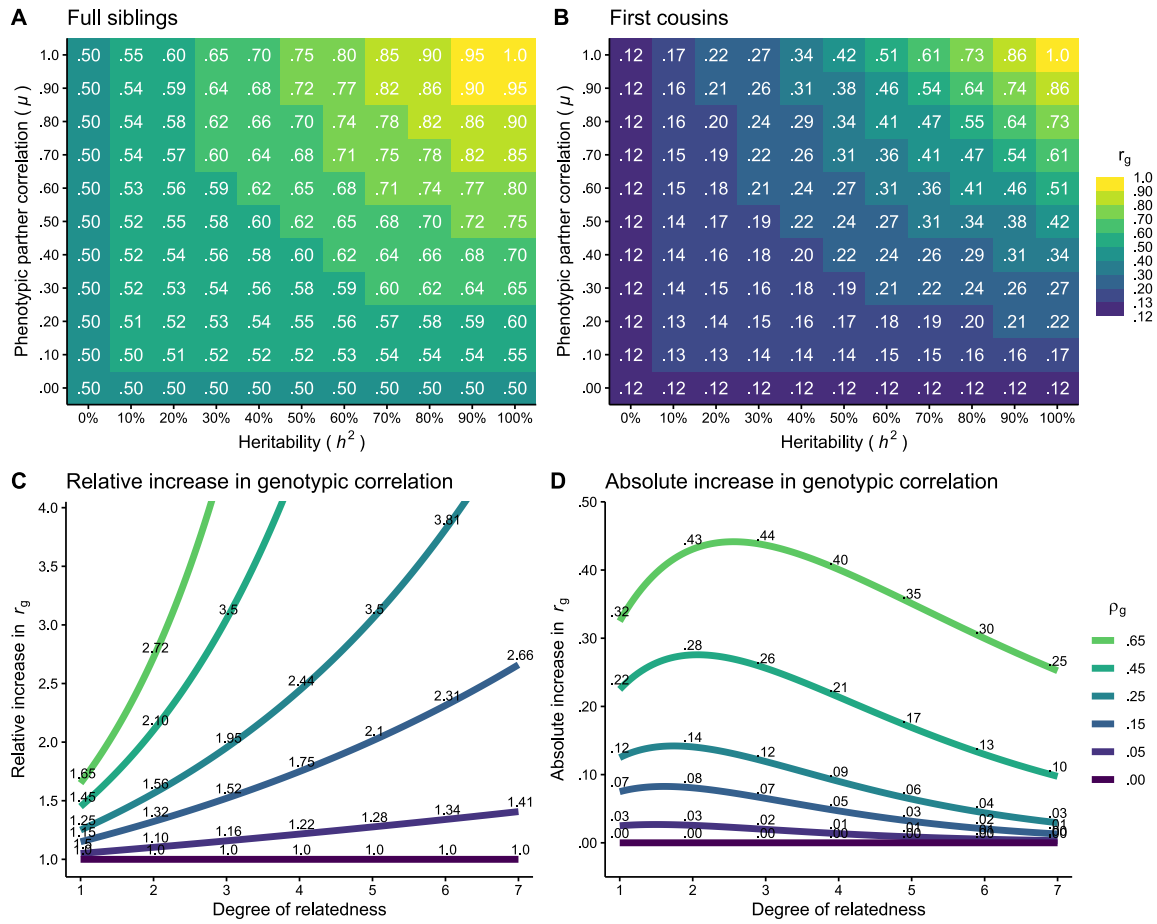 A Full siblings
1.0 .50 .55 .60 .65 .70 .75 .80 .85 .90 .95 1.0
.90 .50 .54 .59 .64 .68 .72 .77 .82 .86 .90 .95
.80 .50 .54 .58 .62 .66 .70 .74 .78 .82 .86 .90
.70 .50 .54 .57 .60 .64 .68 .71 .75 .78 .82 .85
.60 .50 .53 .56 .59 .62 .65 .68 .71 .74 .77 .80
.50 .50 .52 .55 .58 .60 .62 .65 .68 .70 .72 .75
.40 .50 .52 .54 .56 .58 .60 .62 .64 .66 .68 .70
.30 .50 .52 .53 .54 .56 .58 .59 .60 .62 .64 .65
.20 .50 .51 .52 .53 .54 .55 .56 .57 .58 .59 .60
.10 .50 .50 .51 .52 .52 .52 .53 .54 .54 .54 .55
.00 .50 .50 .50 .50 .50 .50 .50 .50 .50 .50 .50
0% 10% 20% 30% 40% 50% 60% 70% 80% 90% 100%
Heritability ( h² )
Phenotypic partner correlation ( μ )
B First cousins
1.0 .12 .17 .22 .27 .34 .42 .51 .61 .73 .86 1.0
.90 .12 .16 .21 .26 .31 .38 .46 .54 .64 .74 .86
.80 .12 .16 .20 .24 .29 .34 .41 .47 .55 .64 .73
.70 .12 .15 .19 .22 .26 .31 .36 .41 .47 .54 .61
.60 .12 .15 .18 .21 .24 .27 .31 .36 .41 .46 .51
.50 .12 .14 .17 .19 .22 .24 .27 .31 .34 .38 .42
.40 .12 .14 .16 .18 .20 .22 .24 .26 .29 .31 .34
.30 .12 .14 .15 .16 .18 .19 .21 .22 .24 .26 .27
.20 .12 .13 .14 .15 .16 .17 .18 .19 .20 .21 .22
.10 .12 .13 .13 .14 .14 .14 .15 .15 .16 .16 .17
.00 .12 .12 .12 .12 .12 .12 .12 .12 .12 .12 .12
0% 10% 20% 30% 40% 50% 60% 70% 80% 90% 100%
Heritability ( h² )
Phenotypic partner correlation ( μ )
r_g
1.0
.90
.80
.70
.60
.50
.40
.30
.20
.12
C Relative increase in genotypic correlation
Relative increase in r_g
4.0
3.5
3.0
2.5
2.0
1.5
1.0
1.65 2.72
1.45 2.10 3.5
1.25 1.56 1.95 2.44 3.5 3.81
1.15 1.32 1.52 1.75 2.1 2.31 2.66
1.10 1.16 1.22 1.28 1.34 1.41
1.0 1.0 1.0 1.0 1.0 1.0 1.0
1 2 3 4 5 6 7
Degree of relatedness
D Absolute increase in genotypic correlation
Absolute increase in r_g
.50
.40
.30
.20
.10
.00
.32 .43 .44 .40 .35 .30 .25
.22 .28 .26 .21 .17 .13 .10
.12 .14 .12 .09 .06 .04 .03
.07 .08 .07 .05 .03 .02 .01
.03 .03 .02 .01 .01 .01 .00
.00 .00 .00 .00 .00 .00 .00
1 2 3 4 5 6 7
Degree of relatedness
ρ_g
.65
.45
.25
.15
.05
.00